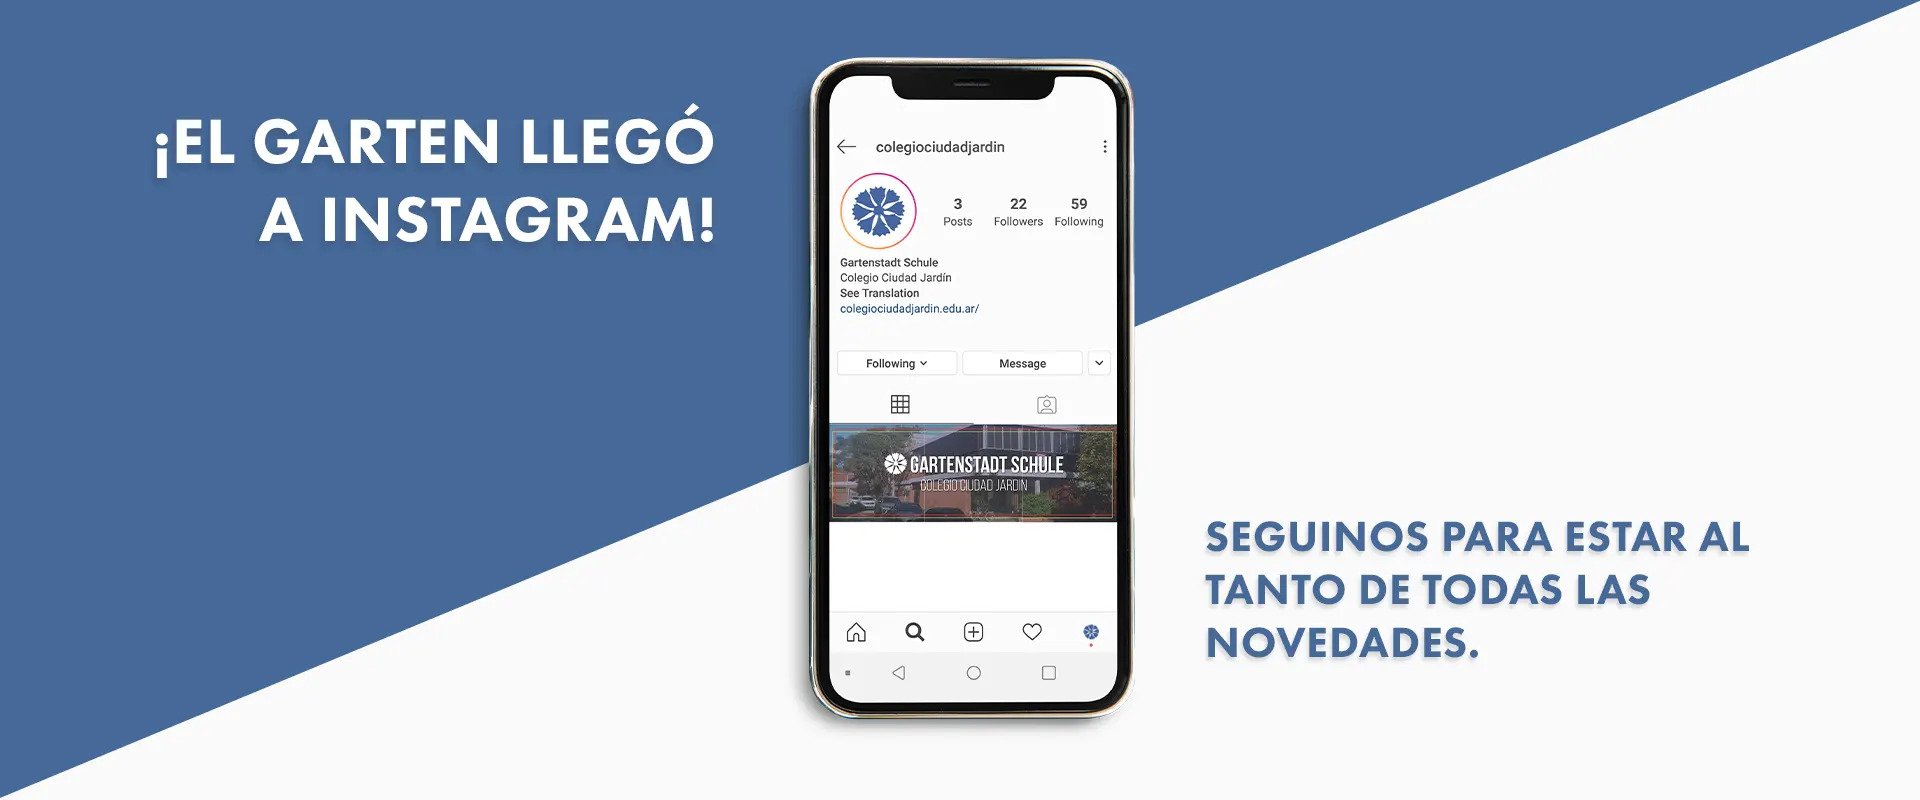 ¡EL GARTEN LLEGÓ
A INSTAGRAM!
colegiociudadjardin
3
Posts
22
Followers
59
Following
Gartenstadt Schule
Colegio Ciudad Jardín
See Translation
colegiociudadjardin.edu.ar/
Following
Message
GARTENSTADT SCHULE
COLEGIO CIUDAD JARDIN
SEGUINOS PARA ESTAR AL
TANTO DE TODAS LAS
NOVEDADES.